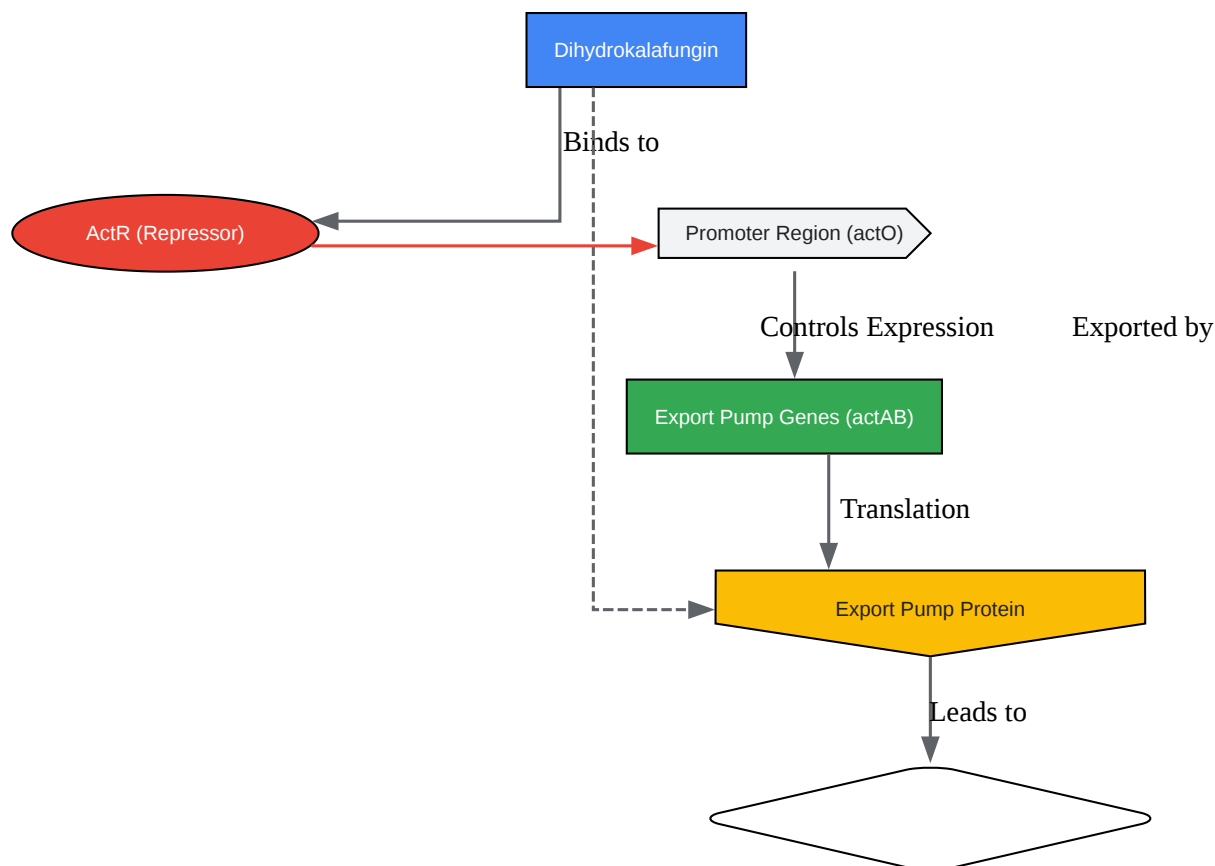 Dihydrokalafungin
Binds to
ActR (Repressor)
Promoter Region (actO)
Controls Expression
Exported by
Export Pump Genes (actAB)
Translation
Export Pump Protein
Leads to